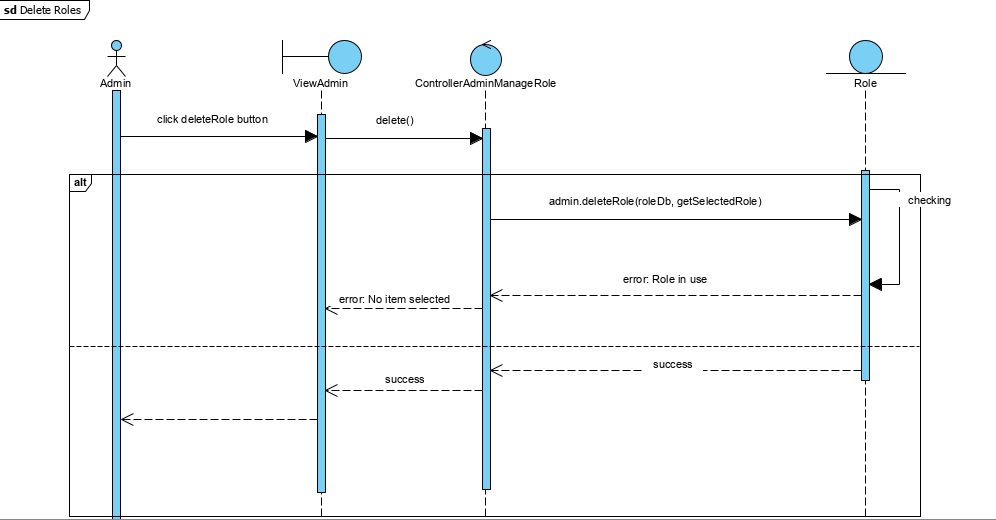 sd Delete Roles
Admin
ViewAdmin
ControllerAdminManageRole
Role
click deleteRole button
delete()
alt
admin.deleteRole(roleDb, getSelectedRole)
checking
error: Role in use
error: No item selected
success
success